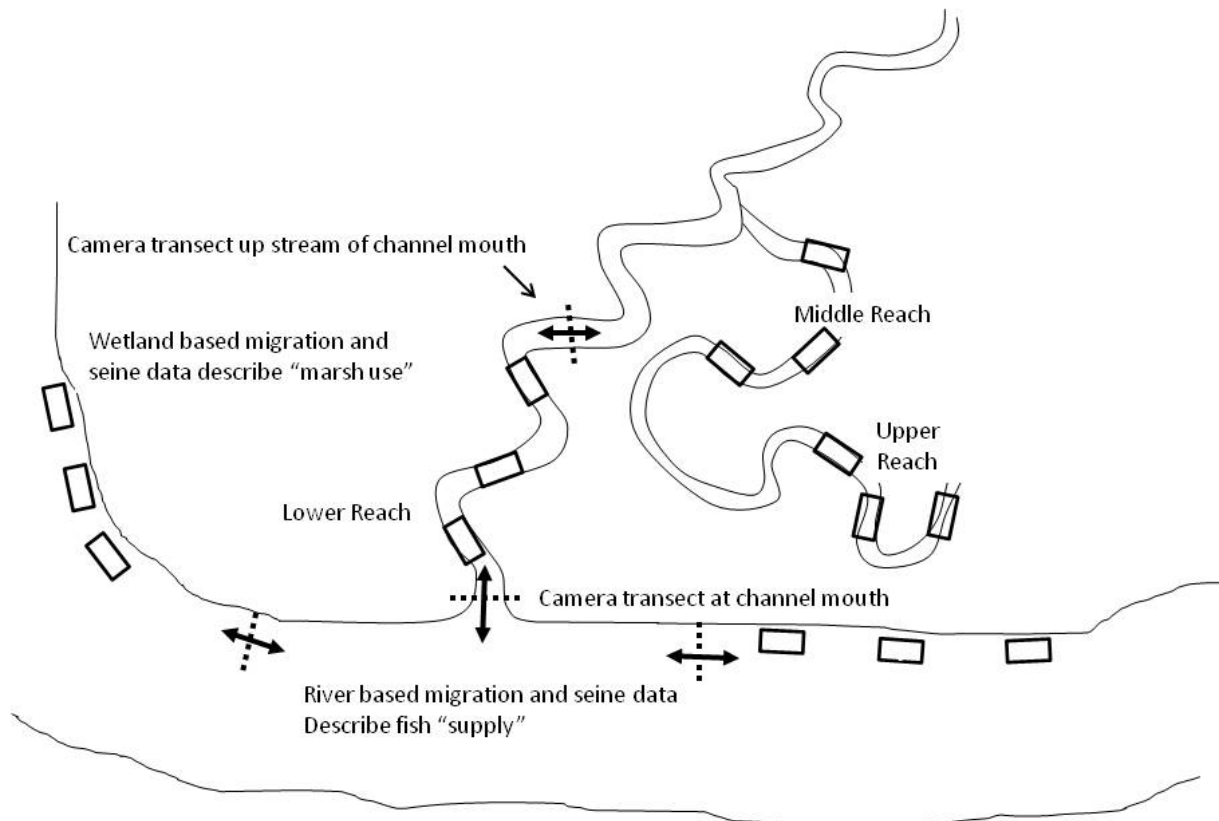 Camera transect up stream of channel mouth
Middle Reach
Wetland based migration and
seine data describe “marsh use”
Upper
Reach
Lower Reach
Camera transect at channel mouth
River based migration and seine data
Describe fish “supply”